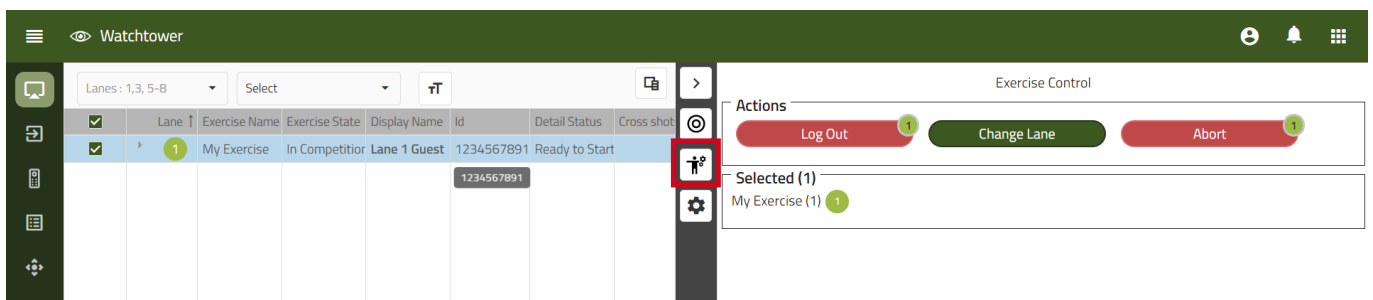 Watchtower
Lanes : 1,3, 5-8
Select
TT
Lane ↑ Exercise Name Exercise State Display Name Id Detail Status Cross shot
1 My Exercise In Competition Lane 1 Guest 1234567891 Ready to Start
1234567891
Exercise Control
Actions
Log Out 1 Change Lane Abort 1
Selected (1)
My Exercise (1) 1